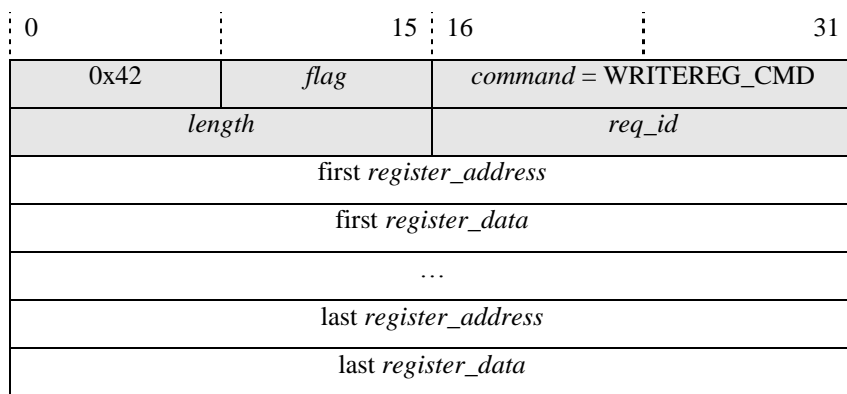 0 15 16 31
0x42 flag command = WRITEREG_CMD
length req_id
first register_address
first register_data
…
last register_address
last register_data